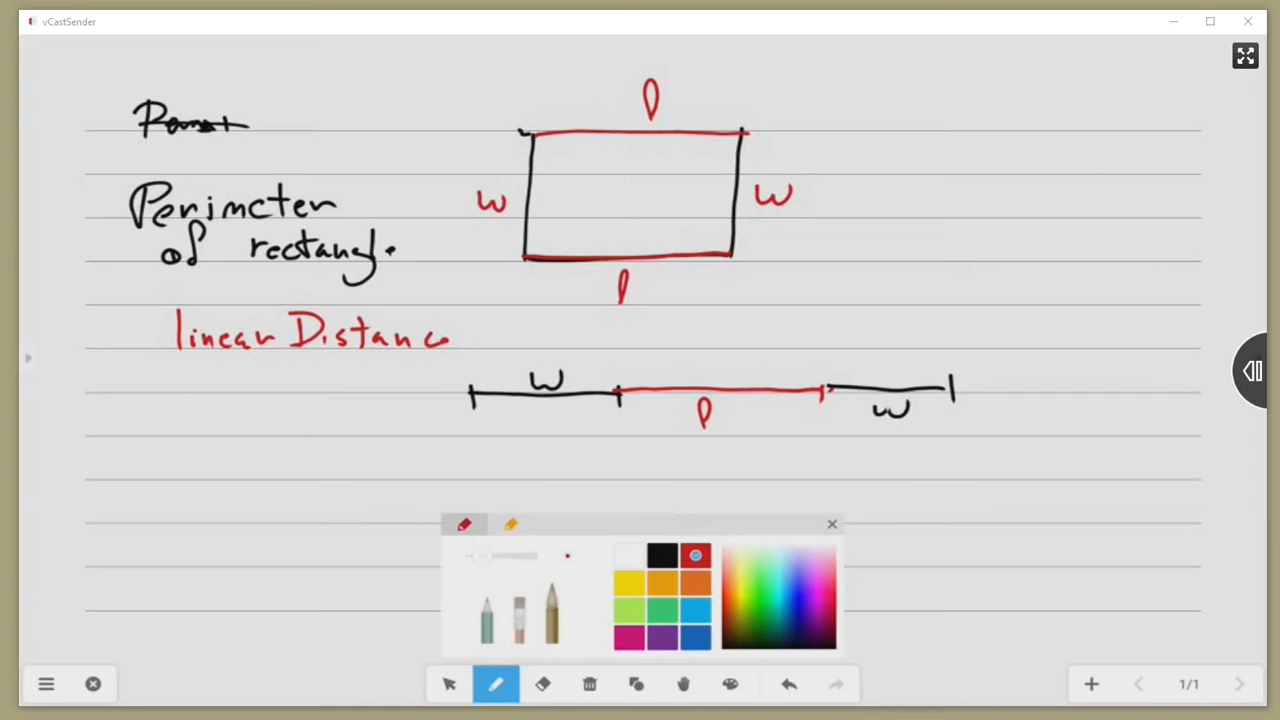 vCastSender
l
Perimeter
w
w
of rectangle
l
linear Distance
w
l
w
1/1